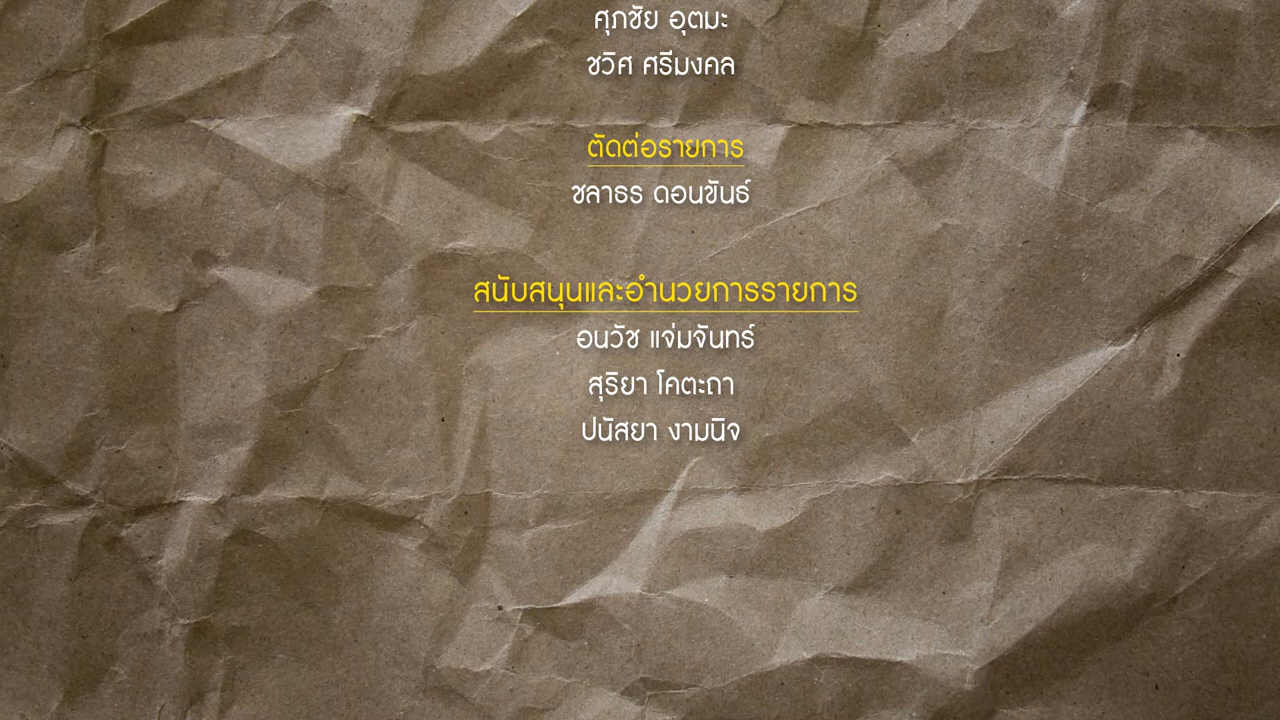 ศุภชัย อุตมะ
ชวิศ ศรีมงคล
ตัดต่อรายการ
ชลาธร ดอนขันธ์
สนับสนุนและอำนวยการรายการ
อนวัช แจ่มจันทร์
สุริยา โคตะถา
ปนัสยา งามนิจ